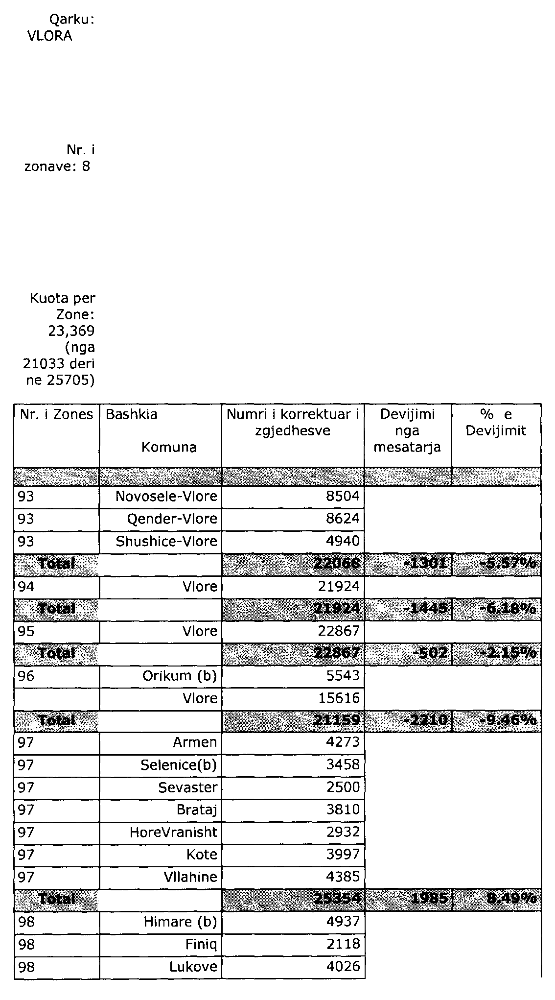 Qarku:
VLORA
Nr. i
zonave: 8
Kuota per
Zone:
23,369
(nga
21033 deri
ne 25705)
Nr. i Zones Bashkia Numri i korrektuar i Devijimi % e
zgjedhesve nga Devijimit
Komuna mesatarja
93 Novosele-Vlore 8504
93 Qender-Vlore 8624
93 Shushice-Vlore 4940
Total 22068 -1301 -5.57%
94 Vlore 21924
Total 21924 -1445 -6.18%
95 Vlore 22867
Total 22867 -502 -2.15%
96 Orikum (b) 5543
Vlore 15616
Total 21159 -2210 -9.46%
97 Armen 4273
97 Selenice(b) 3458
97 Sevaster 2500
97 Brataj 3810
97 HoreVranisht 2932
97 Kote 3997
97 Vllahine 4385
Total 25354 1985 8.49%
98 Himare (b) 4937
98 Finiq 2118
98 Lukove 4026